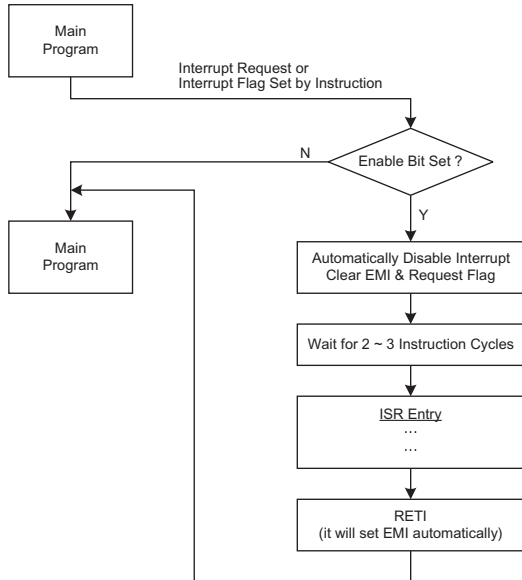 Main
Program
Interrupt Request or
Interrupt Flag Set by Instruction
N
Enable Bit Set ?
Y
Main
Program
Automatically Disable Interrupt
Clear EMI & Request Flag
Wait for 2 ~ 3 Instruction Cycles
ISR Entry
...
...
RETI
(it will set EMI automatically)